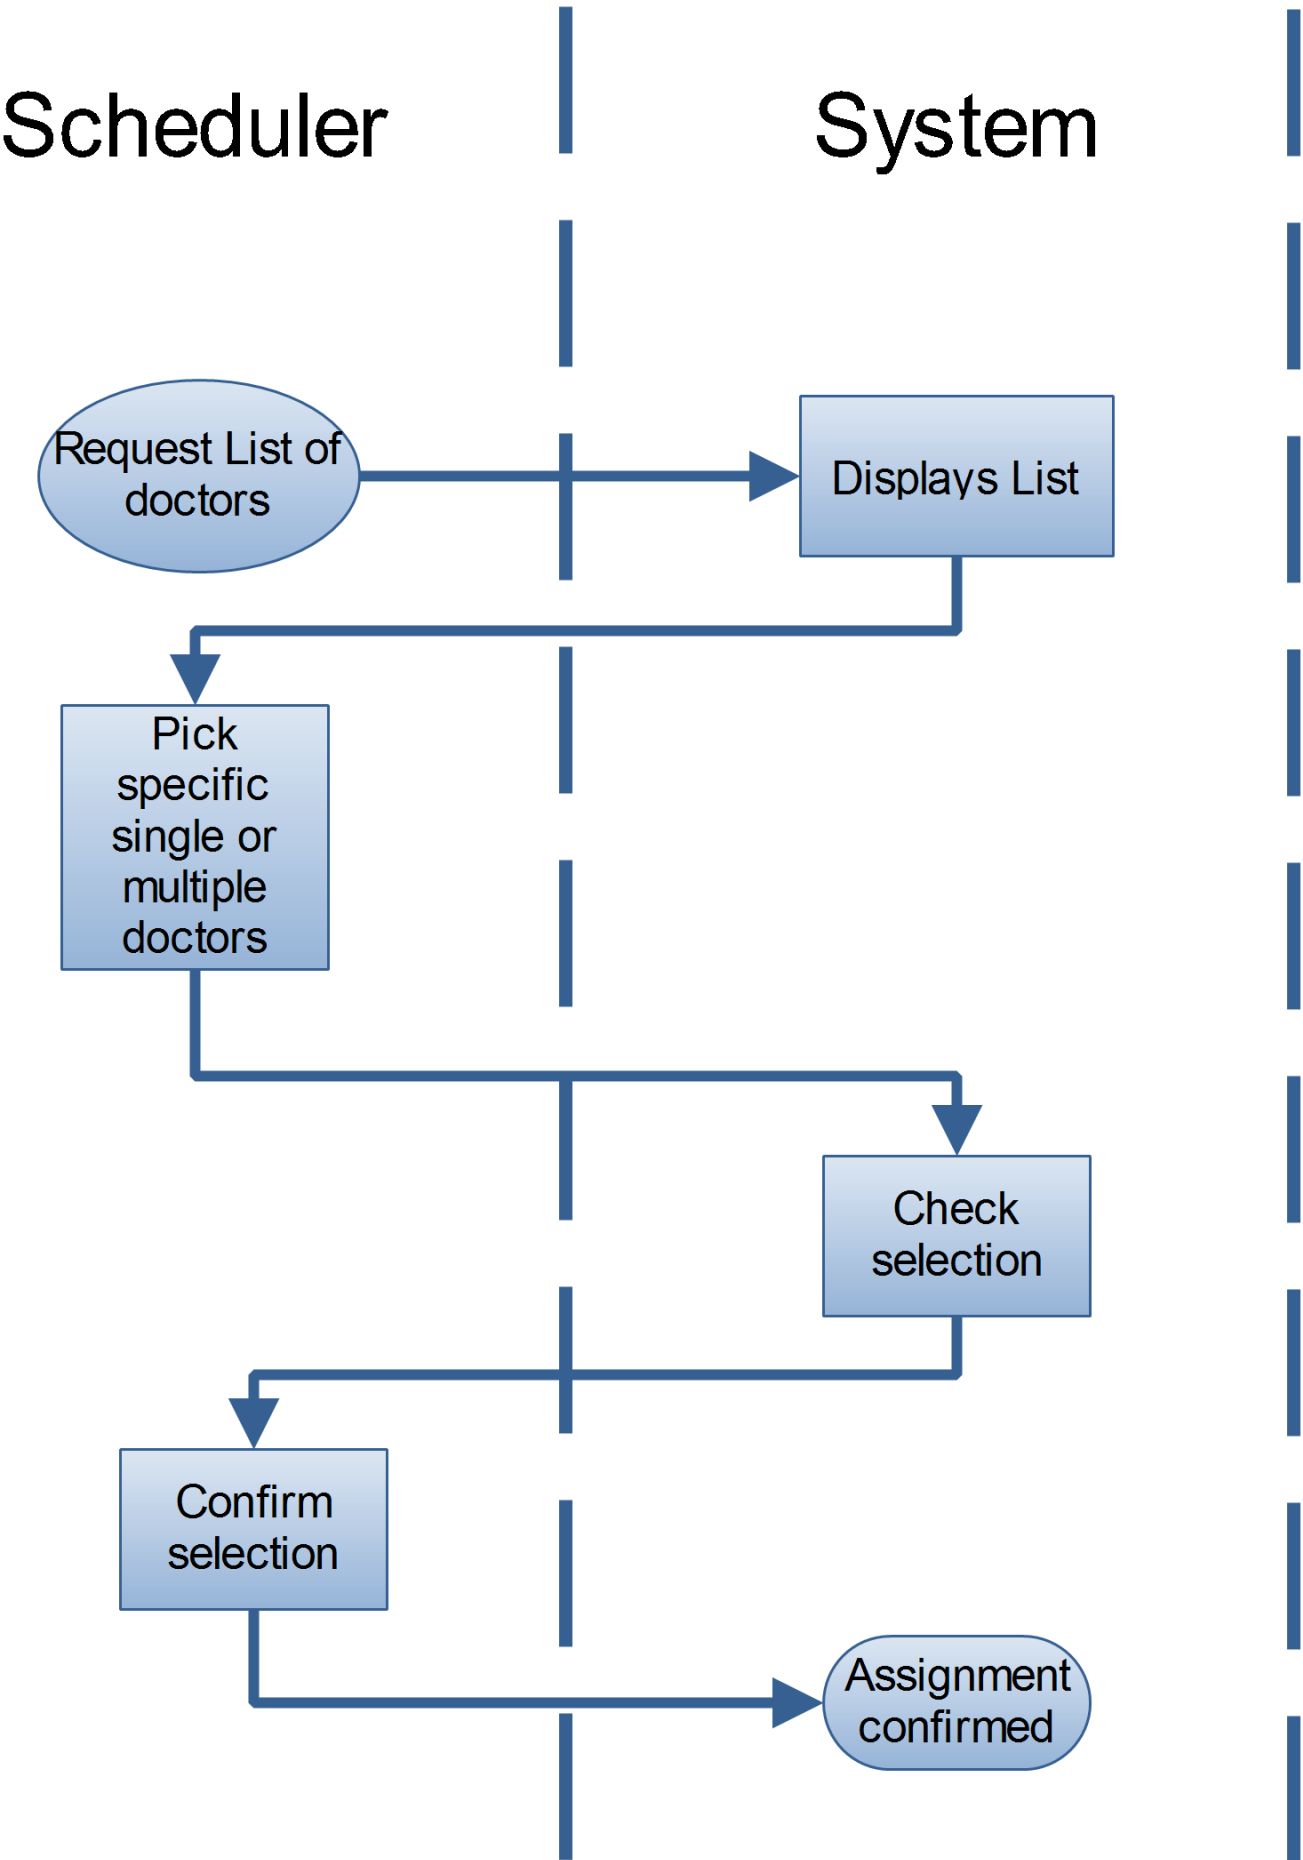 Scheduler
System
Request List of
doctors
Displays List
Pick
specific
single or
multiple
doctors
Check
selection
Confirm
selection
Assignment
confirmed